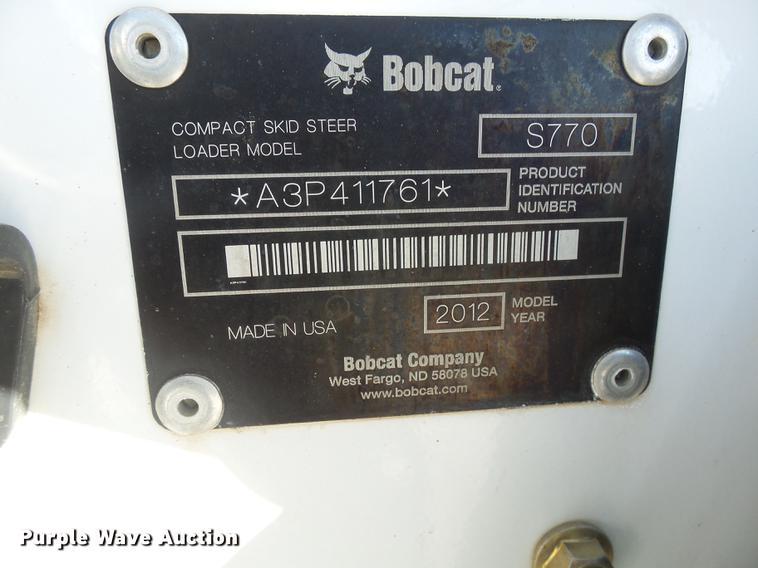 Bobcat.
COMPACT SKID STEER
LOADER MODEL
S770
*A3P411761*
PRODUCT
IDENTIFICATION
NUMBER
MADE IN USA
2012
MODEL
YEAR
Bobcat Company
West Fargo, ND 58078 USA
www.bobcat.com
Purple Wave Auction